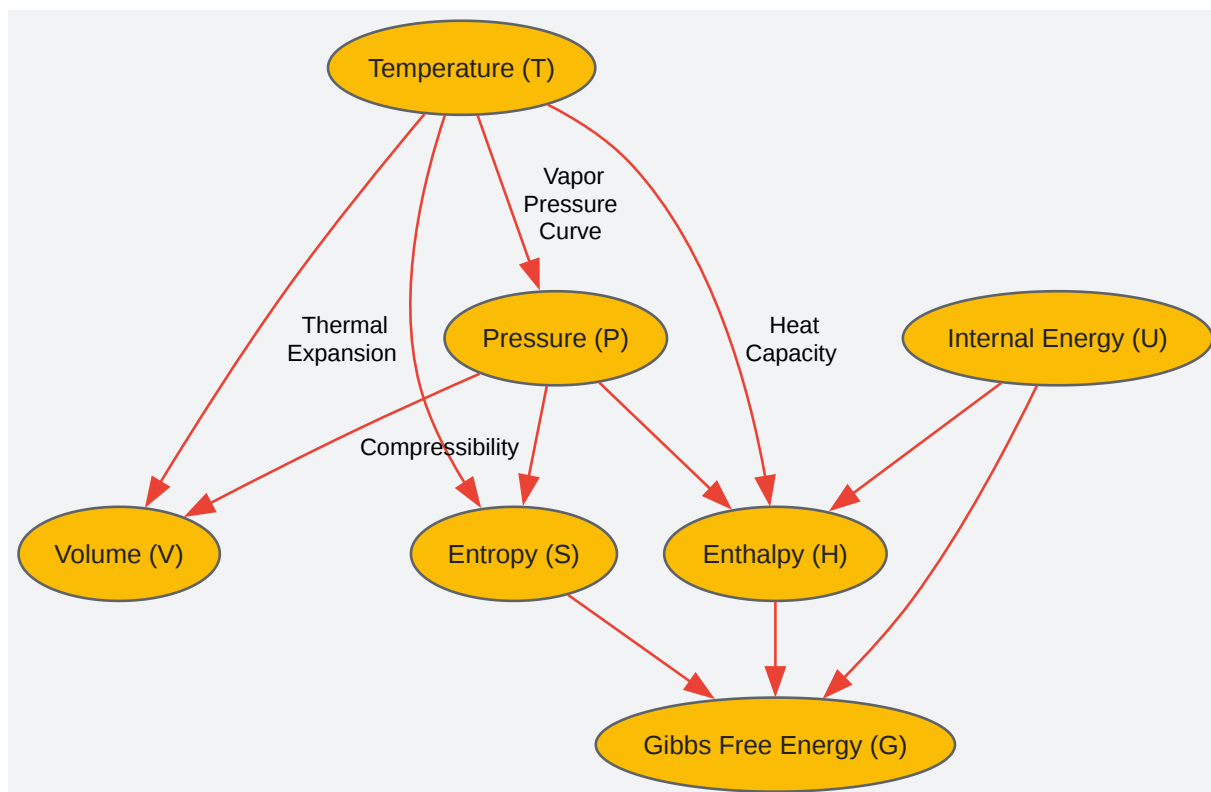 Temperature (T)
Vapor
Pressure
Curve
Thermal
Expansion
Pressure (P)
Heat
Capacity
Internal Energy (U)
Compressibility
Volume (V)
Entropy (S)
Enthalpy (H)
Gibbs Free Energy (G)